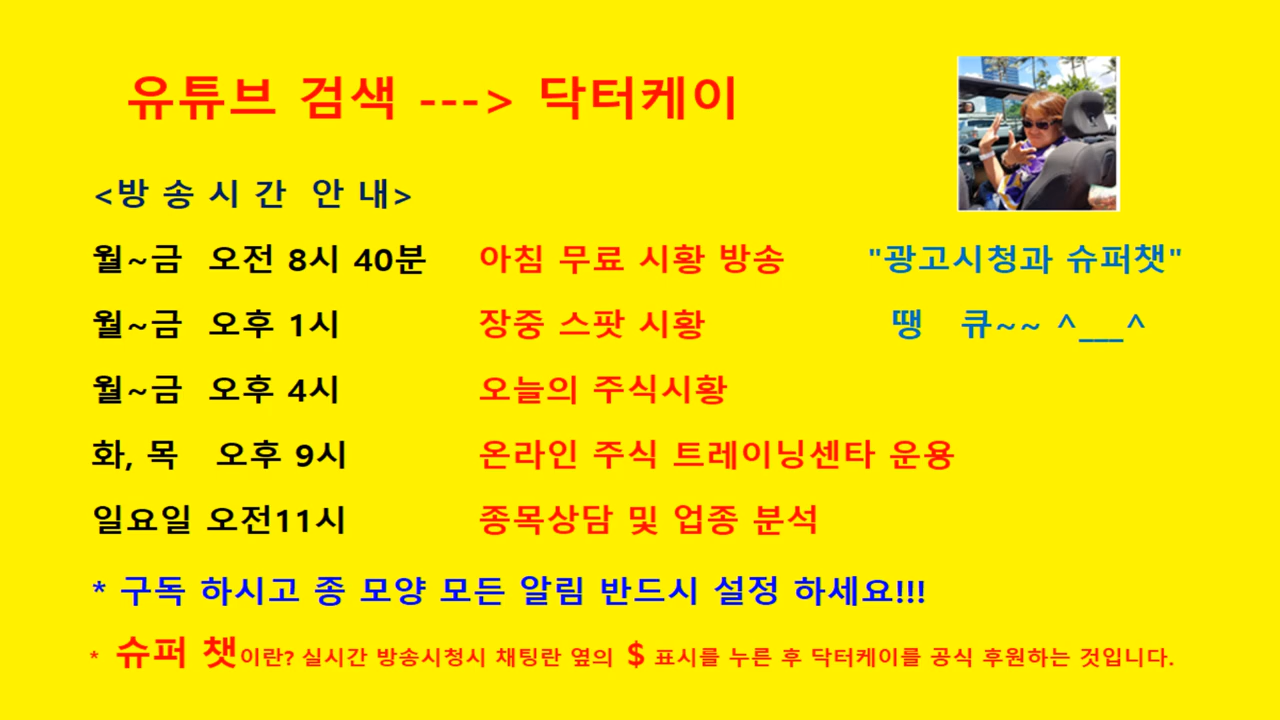 유튜브 검색 ---> 닥터케이
<방 송 시 간 안 내>
월~금 오전 8시 40분 아침 무료 시황 방송 "광고시청과 슈퍼챗"
월~금 오후 1시 장중 스팟 시황 땡 큐~~ ^___^
월~금 오후 4시 오늘의 주식시황
화, 목 오후 9시 온라인 주식 트레이닝센타 운용
일요일 오전11시 종목상담 및 업종 분석
* 구독 하시고 종 모양 모든 알림 반드시 설정 하세요!!!
* 슈퍼 챗이란? 실시간 방송시청시 채팅란 옆의 $ 표시를 누른 후 닥터케이를 공식 후원하는 것입니다.